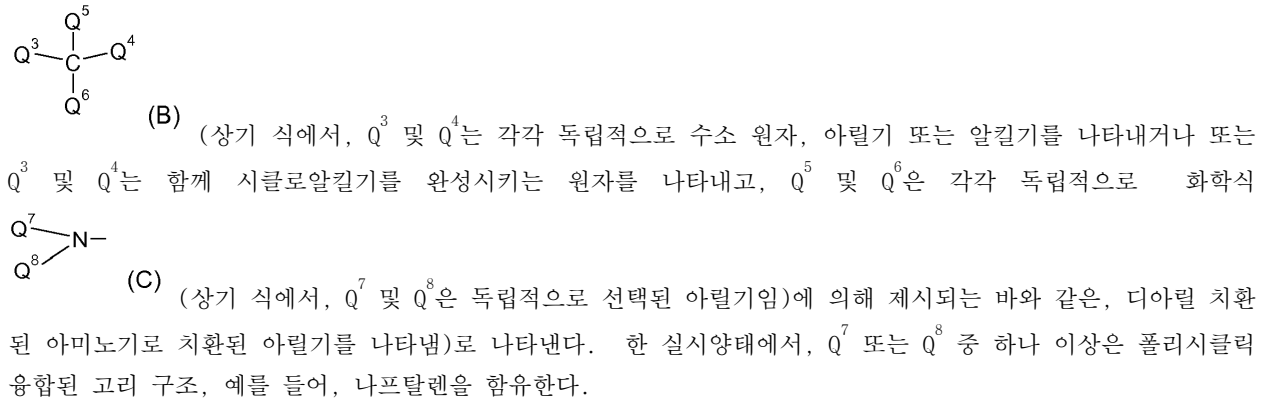 Q⁵
Q³ C Q⁴
Q⁶
(B) (상기 식에서, Q³ 및 Q⁴는 각각 독립적으로 수소 원자, 아릴기 또는 알킬기를 나타내거나 또는
Q³ 및 Q⁴는 함께 시클로알킬기를 완성시키는 원자를 나타내고, Q⁵ 및 Q⁶은 각각 독립적으로 화학식
Q⁷ N
Q⁸
(C) (상기 식에서, Q⁷ 및 Q⁸은 독립적으로 선택된 아릴기임)에 의해 제시되는 바와 같은, 디아릴 치환
된 아미노기로 치환된 아릴기를 나타냄)로 나타낸다. 한 실시양태에서, Q⁷ 또는 Q⁸ 중 하나 이상은 폴리시클릭
융합된 고리 구조, 예를 들어, 나프탈렌을 함유한다.